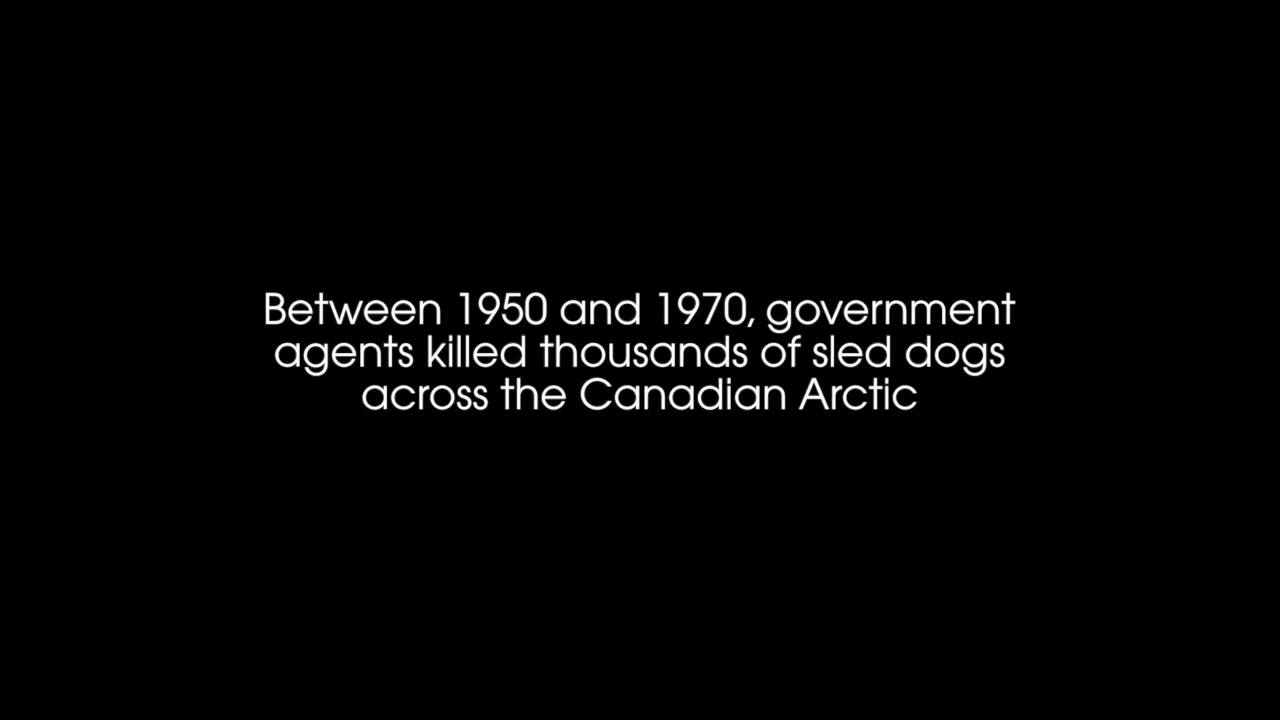 Between 1950 and 1970, government
agents killed thousands of sled dogs
across the Canadian Arctic